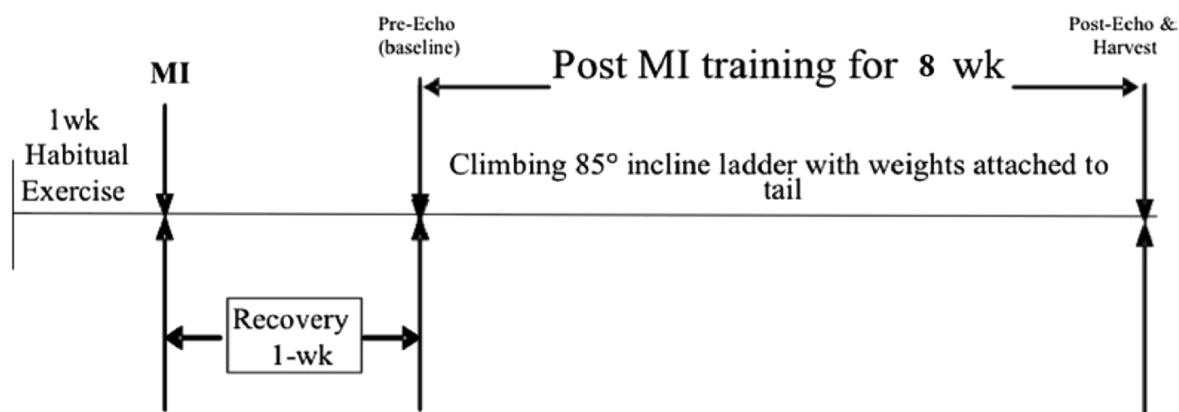 Pre-Echo
(baseline)
Post-Echo &
Harvest
MI
Post MI training for 8 wk
1wk
Habitual
Exercise
Climbing 85° incline ladder with weights attached to
tail
Recovery
1-wk